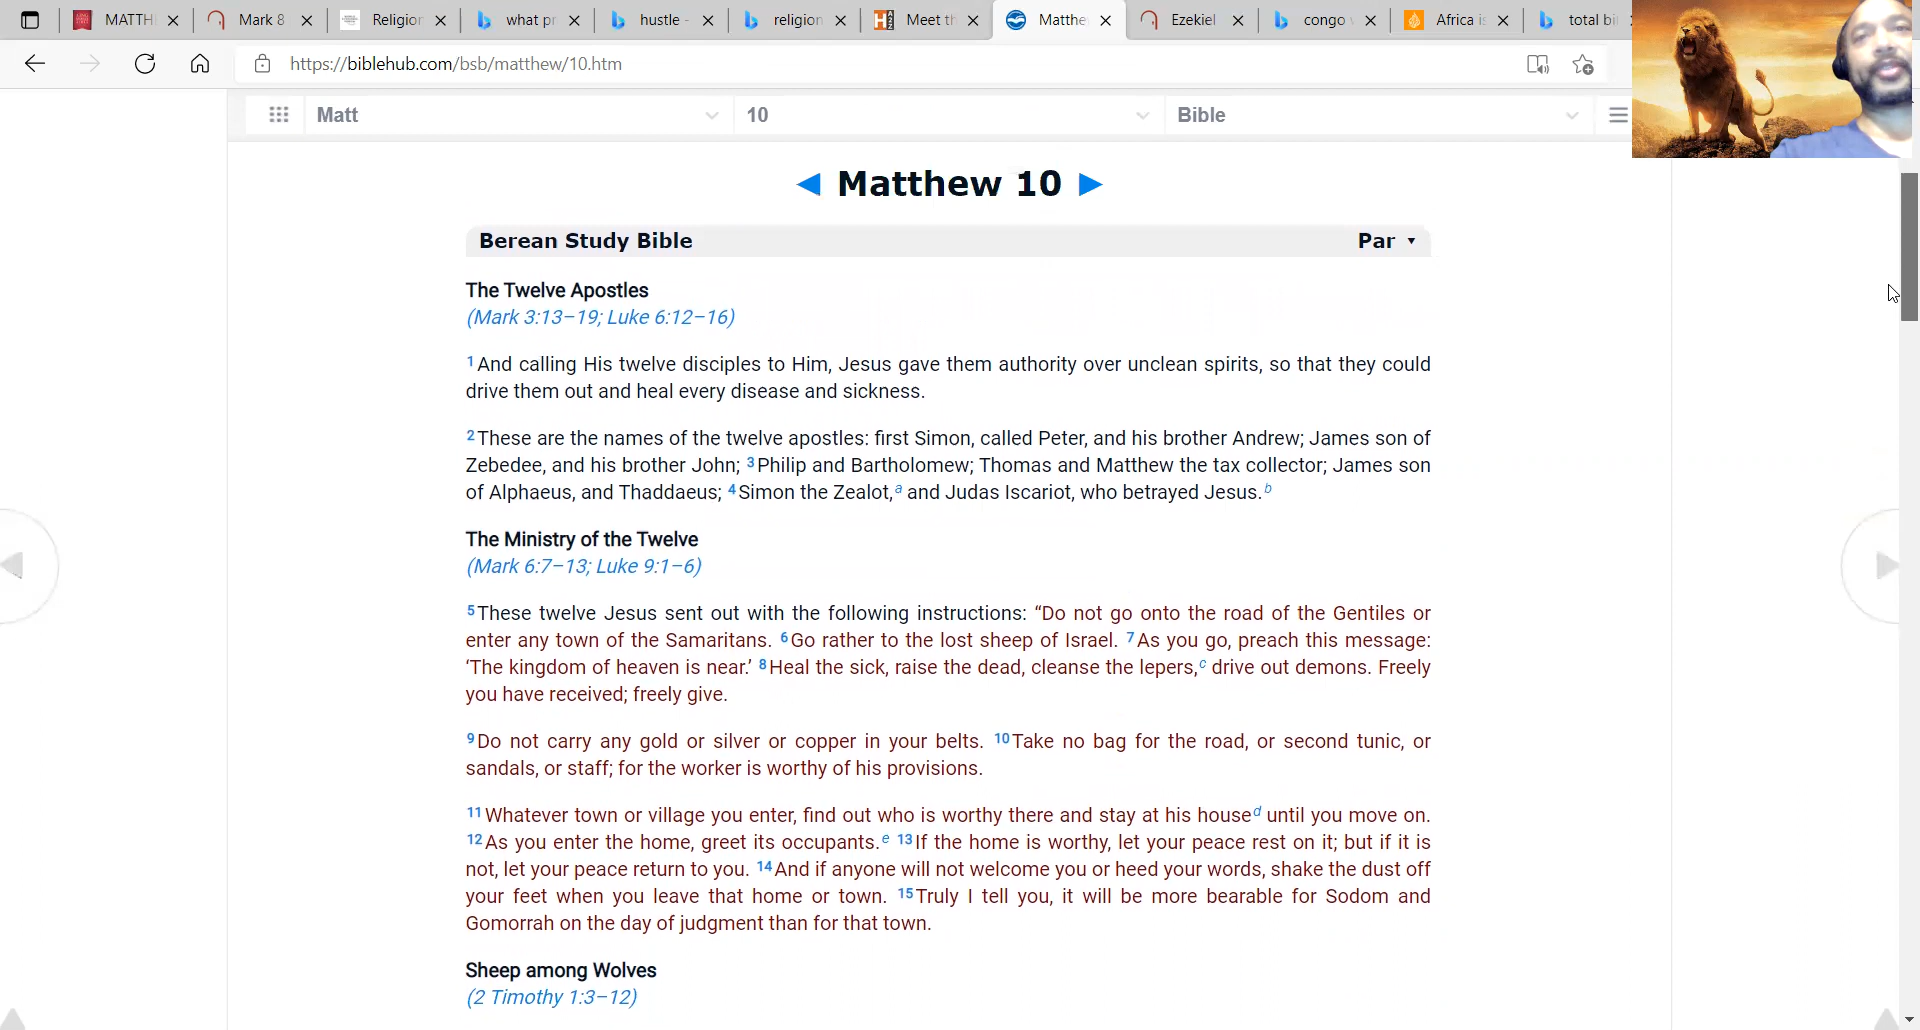 MATTH
Mark 8
Religion
what pr
hustle -
religion
Meet th
Matthe
Ezekiel
congo
Africa is
total bi
https://biblehub.com/bsb/matthew/10.htm
Matt
10
Bible
Matthew 10
Berean Study Bible
Par
The Twelve Apostles
(Mark 3:13–19; Luke 6:12–16)
1 And calling His twelve disciples to Him, Jesus gave them authority over unclean spirits, so that they could
drive them out and heal every disease and sickness.
2 These are the names of the twelve apostles: first Simon, called Peter, and his brother Andrew; James son of
Zebedee, and his brother John; 3 Philip and Bartholomew; Thomas and Matthew the tax collector; James son
of Alphaeus, and Thaddaeus; 4 Simon the Zealot,a and Judas Iscariot, who betrayed Jesus.b
The Ministry of the Twelve
(Mark 6:7–13; Luke 9:1–6)
5 These twelve Jesus sent out with the following instructions: “Do not go onto the road of the Gentiles or
enter any town of the Samaritans. 6 Go rather to the lost sheep of Israel. 7 As you go, preach this message:
‘The kingdom of heaven is near.’ 8 Heal the sick, raise the dead, cleanse the lepers,c drive out demons. Freely
you have received; freely give.
9 Do not carry any gold or silver or copper in your belts. 10 Take no bag for the road, or second tunic, or
sandals, or staff; for the worker is worthy of his provisions.
11 Whatever town or village you enter, find out who is worthy there and stay at his housed until you move on.
12 As you enter the home, greet its occupants.e 13 If the home is worthy, let your peace rest on it; but if it is
not, let your peace return to you. 14 And if anyone will not welcome you or heed your words, shake the dust off
your feet when you leave that home or town. 15 Truly I tell you, it will be more bearable for Sodom and
Gomorrah on the day of judgment than for that town.
Sheep among Wolves
(2 Timothy 1:3–12)